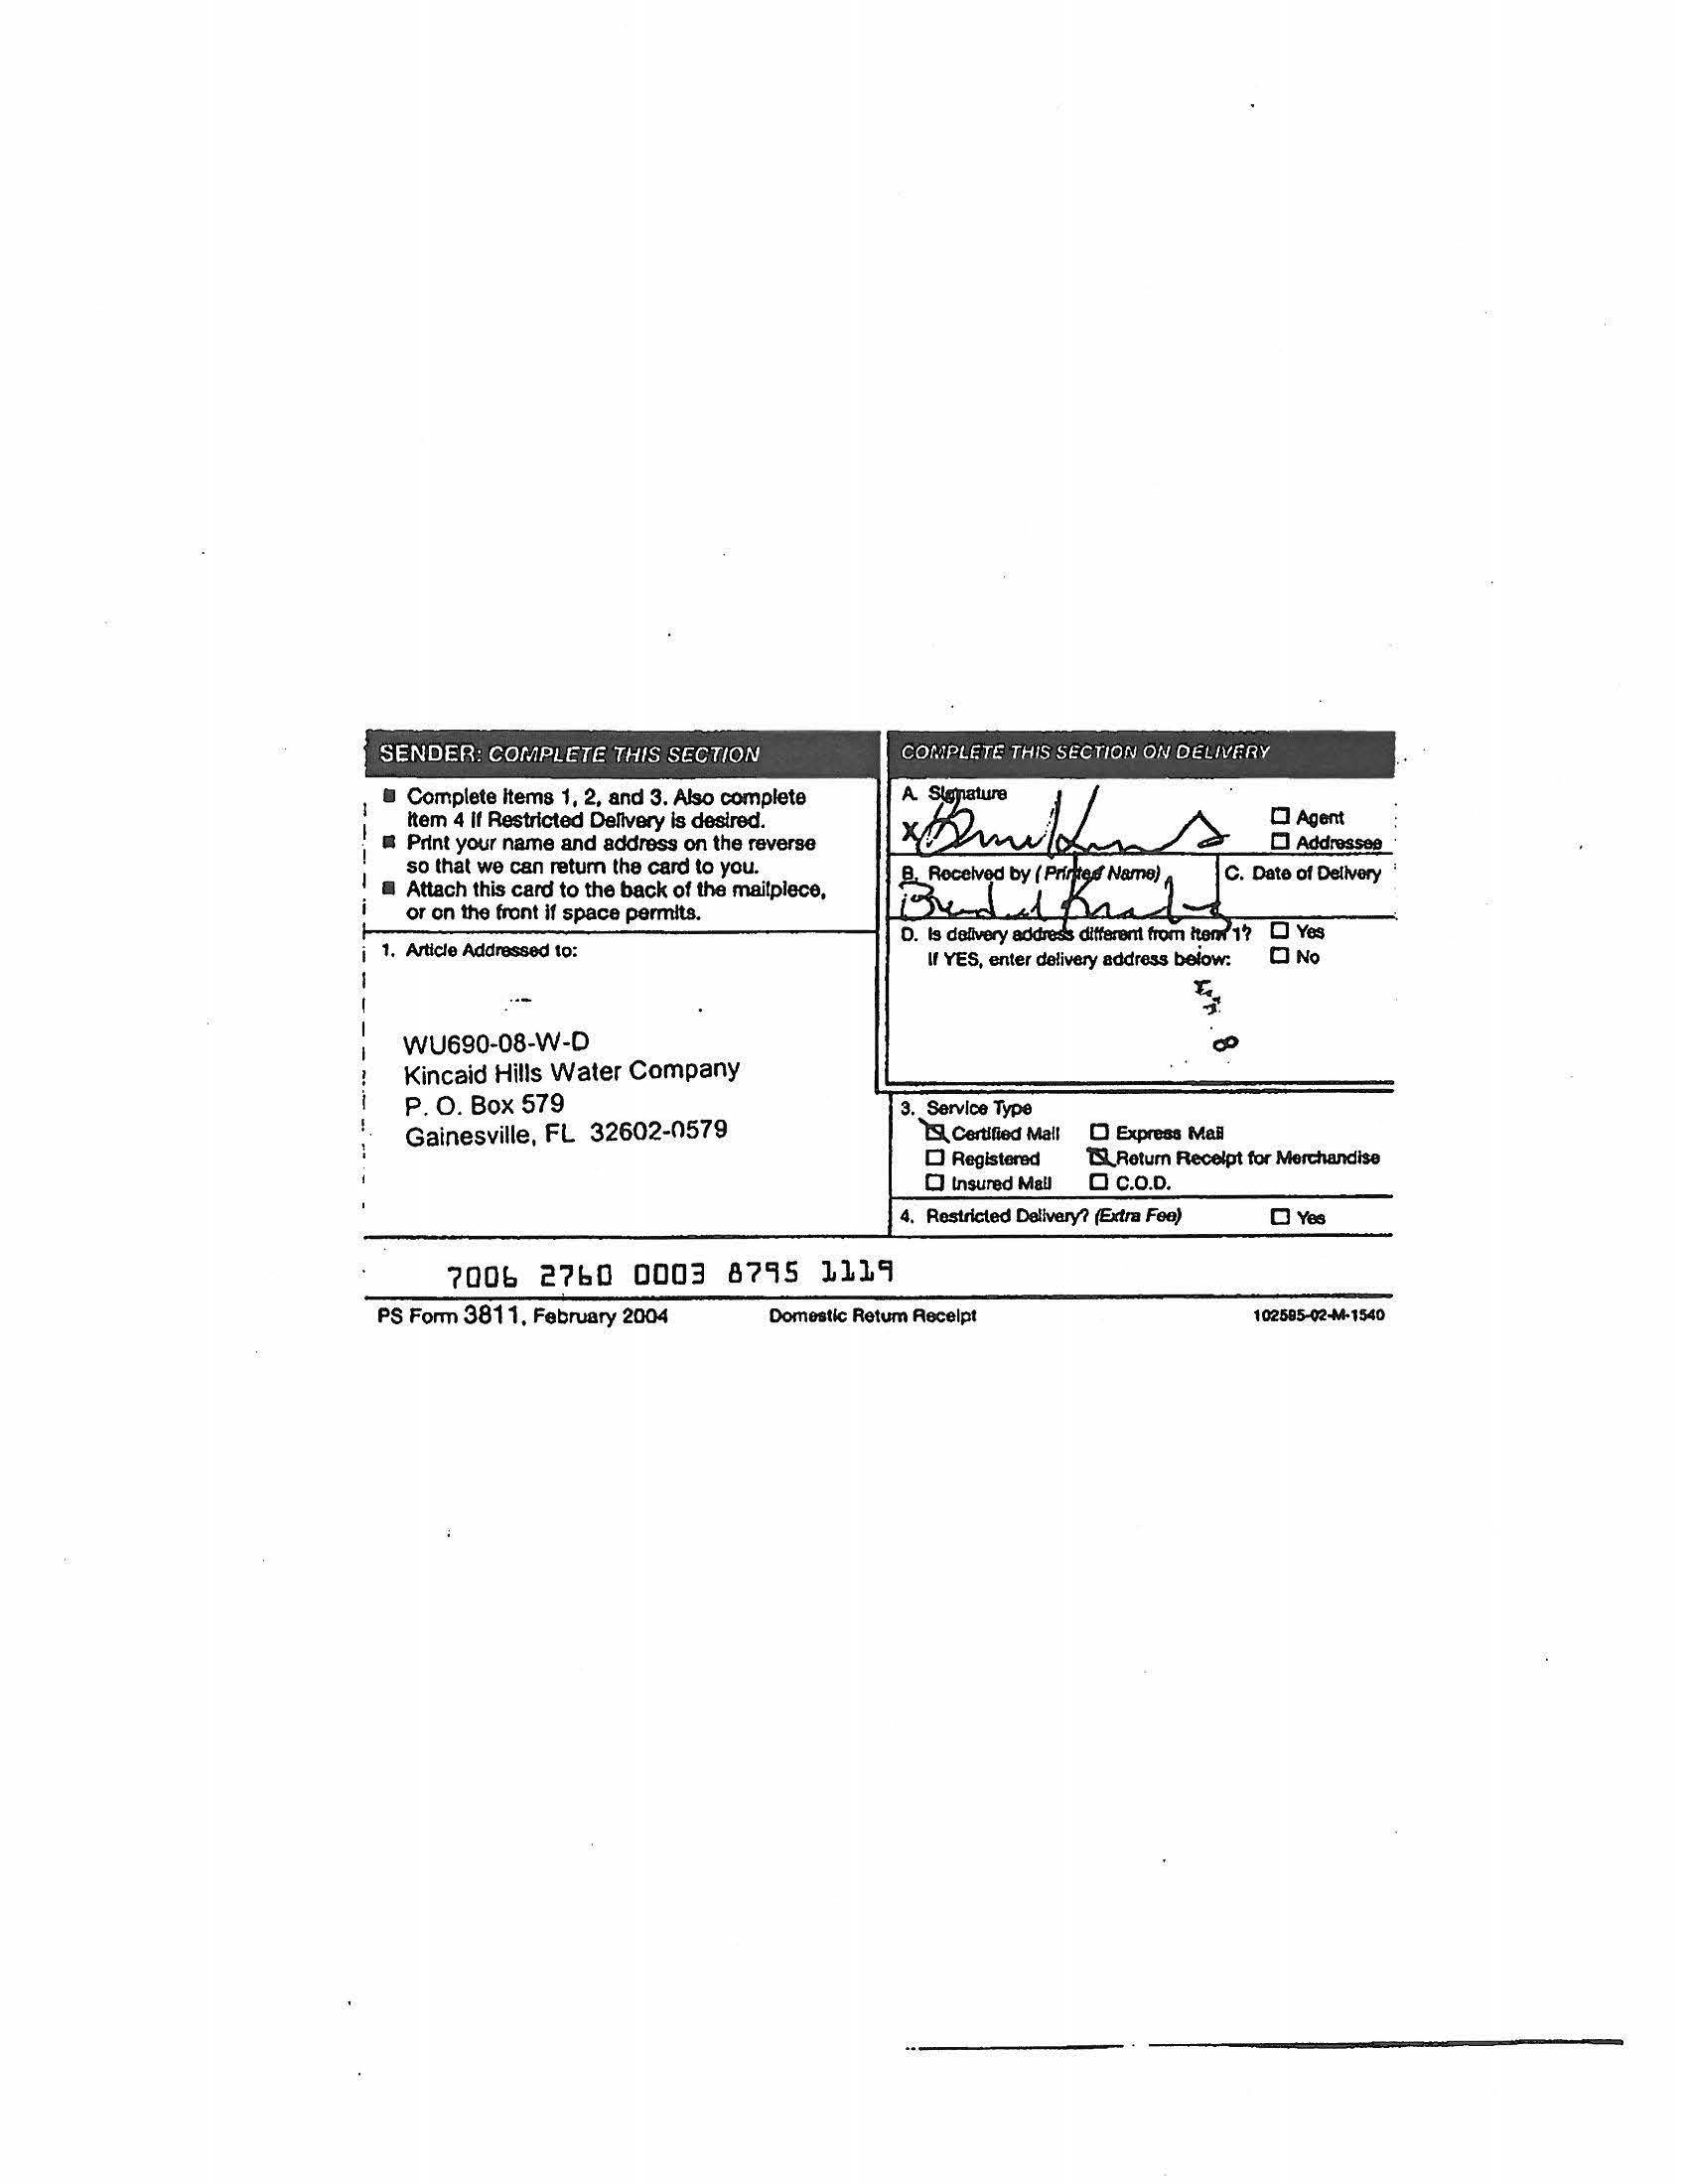 SENDER: COMPLETE THIS SECTION
■ Complete items 1, 2, and 3. Also complete
item 4 if Restricted Delivery is desired.
■ Print your name and address on the reverse
so that we can return the card to you.
■ Attach this card to the back of the mailpiece,
or on the front if space permits.
1. Article Addressed to:
WU690-08-W-D
Kincaid Hills Water Company
P. O. Box 579
Gainesville, FL 32602-0579
COMPLETE THIS SECTION ON DELIVERY
A. Signature
X
☐ Agent
☐ Addressee
B. Received by (Printed Name)
C. Date of Delivery
D. Is delivery address different from item 1? ☐ Yes
If YES, enter delivery address below: ☐ No
3. Service Type
☒ Certified Mail ☐ Express Mail
☐ Registered ☒ Return Receipt for Merchandise
☐ Insured Mail ☐ C.O.D.
4. Restricted Delivery? (Extra Fee) ☐ Yes
7006 2760 0003 8795 1119
PS Form 3811, February 2004 Domestic Return Receipt 102595-02-M-1540